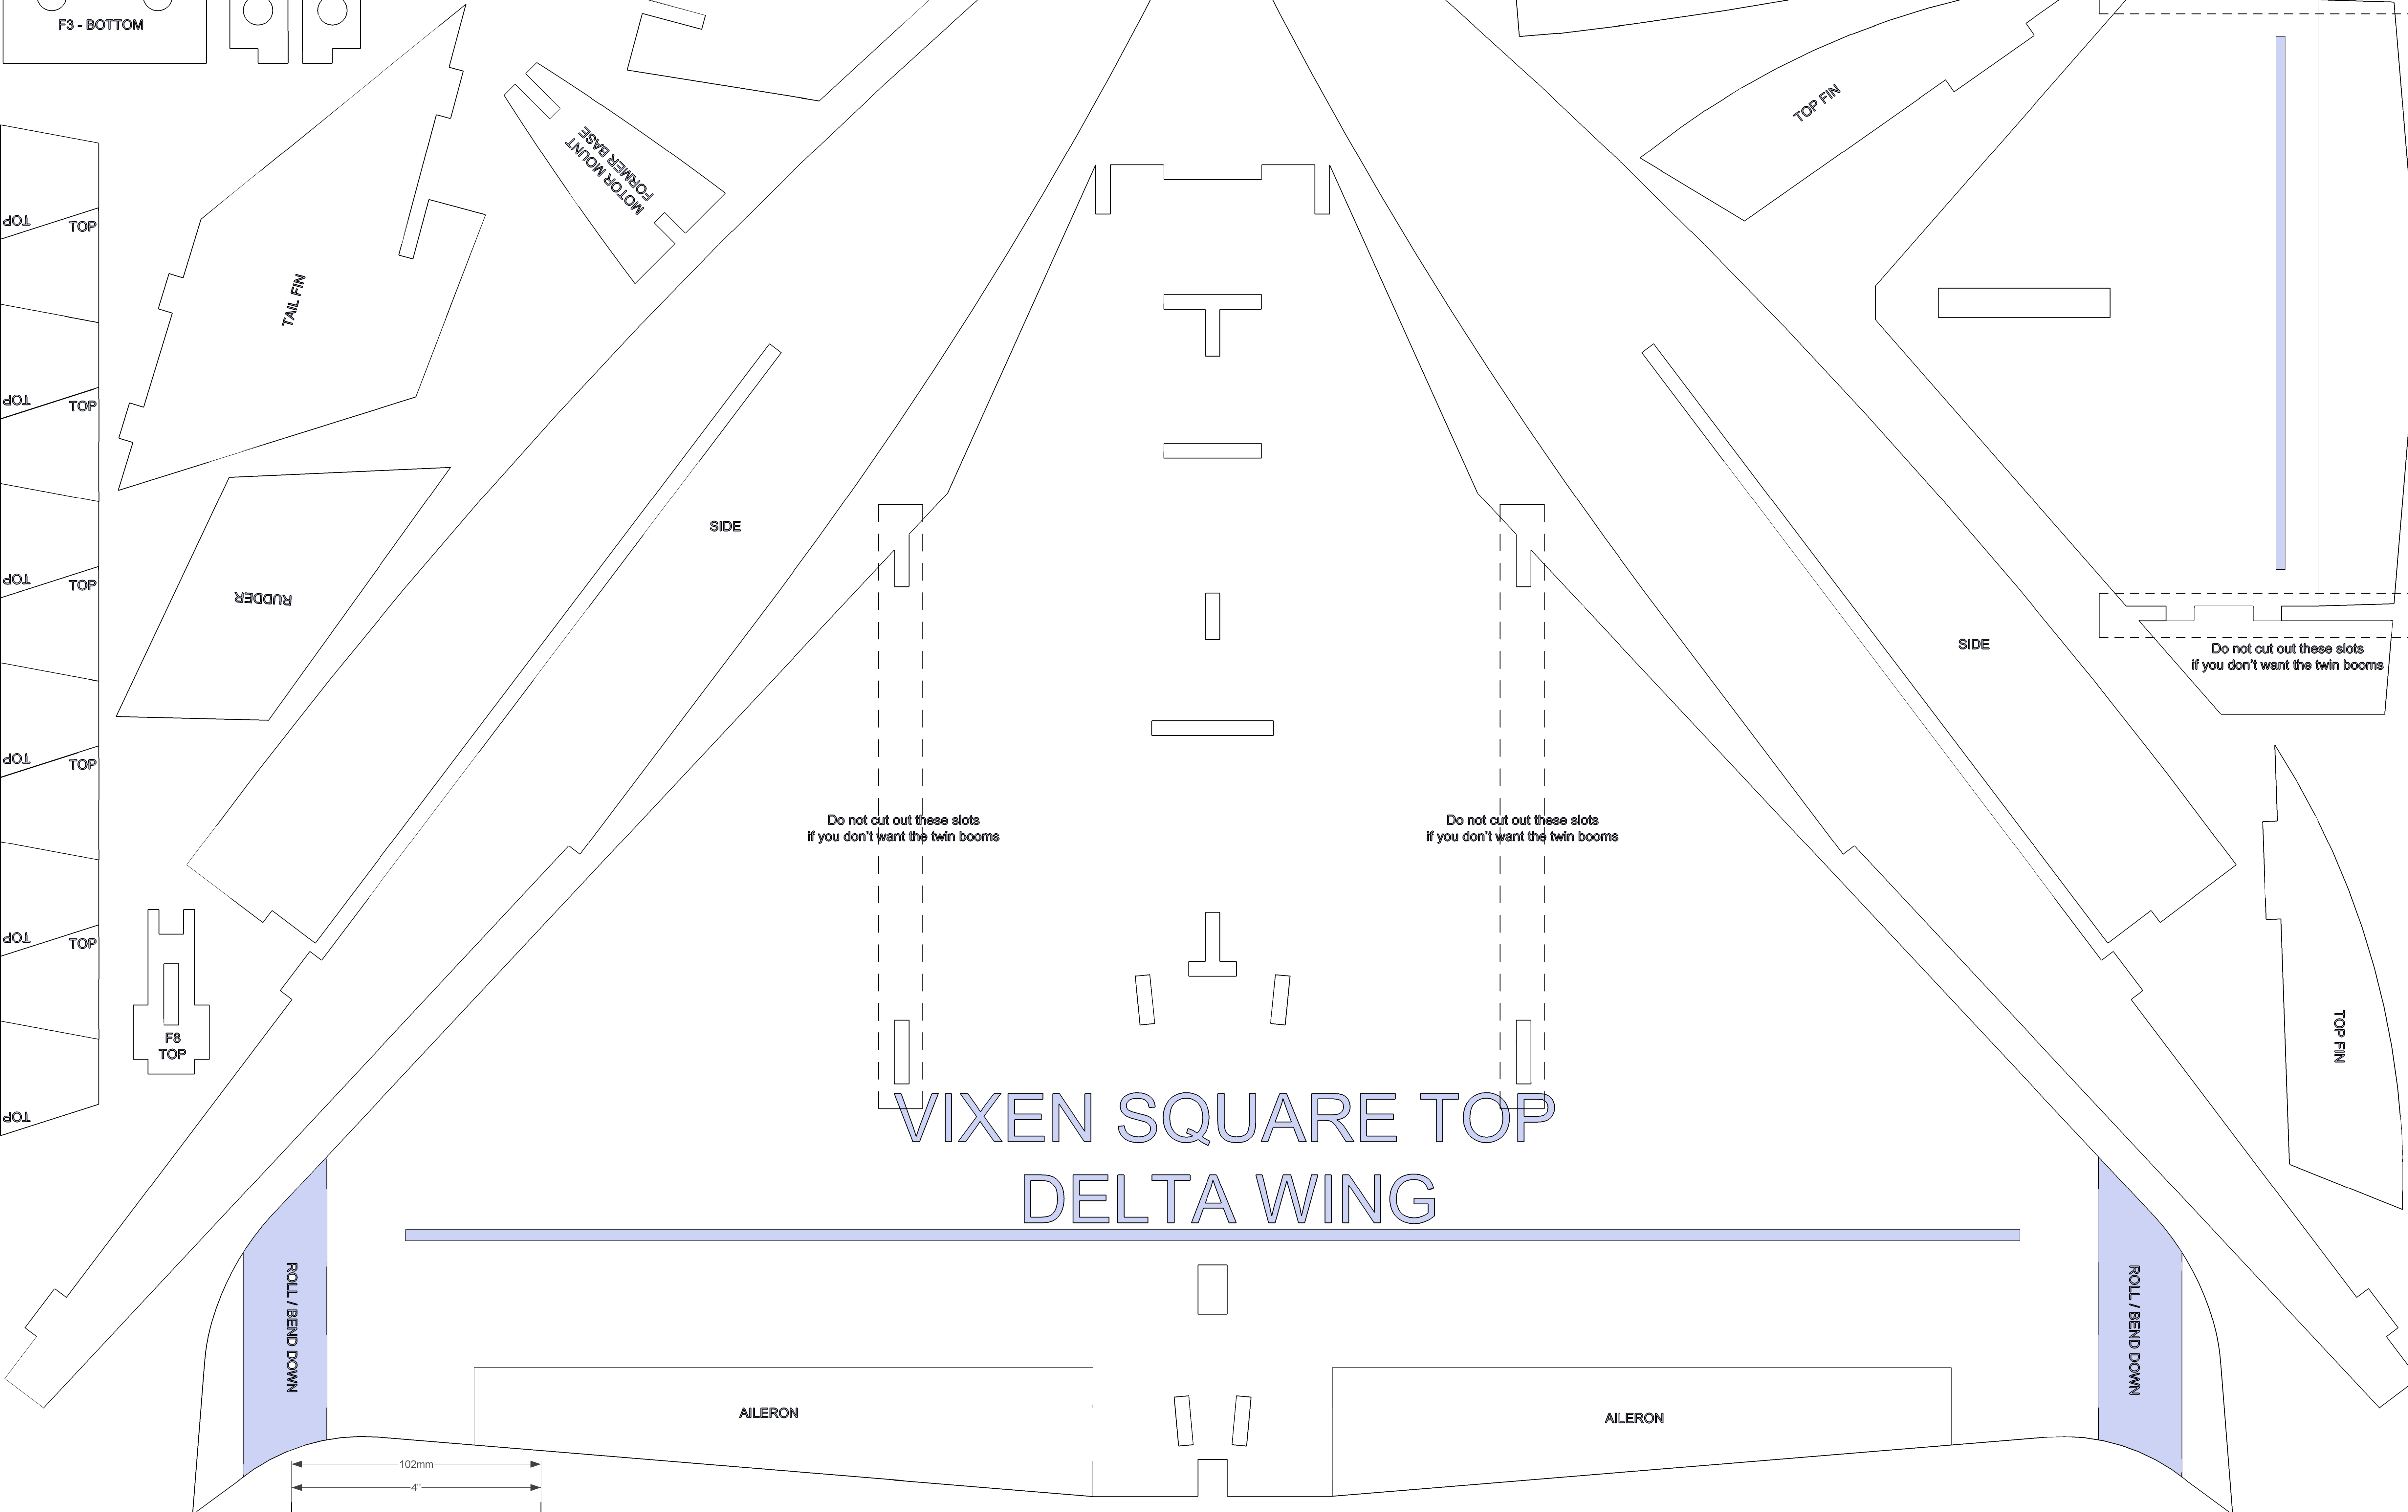 F3 - BOTTOM
MOTOR MOUNT
FORMER BASE
TOP FIN
TOP
TOP
TAIL FIN
TOP
TOP
SIDE
TOP
TOP
RUDDER
SIDE
Do not cut out these slots
if you don't want the twin booms
TOP
TOP
Do not cut out these slots
if you don't want the twin booms
Do not cut out these slots
if you don't want the twin booms
TOP
TOP
F8
TOP
TOP FIN
TOP
VIXEN SQUARE TOP
DELTA WING
ROLL / BEND DOWN
ROLL / BEND DOWN
AILERON
AILERON
102mm
4"